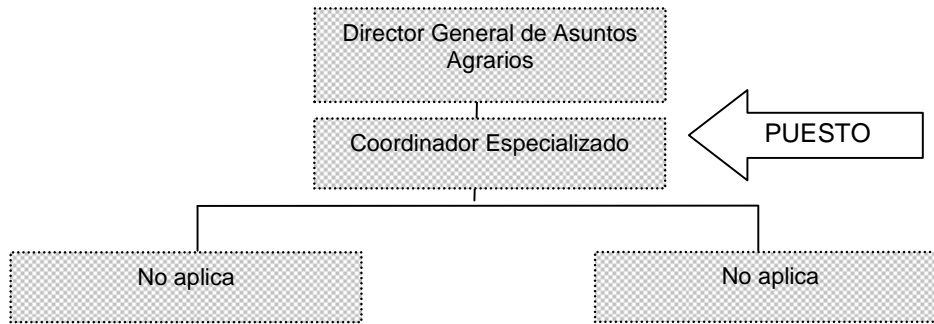 Director General de Asuntos
Agrarios
Coordinador Especializado
PUESTO
No aplica
No aplica